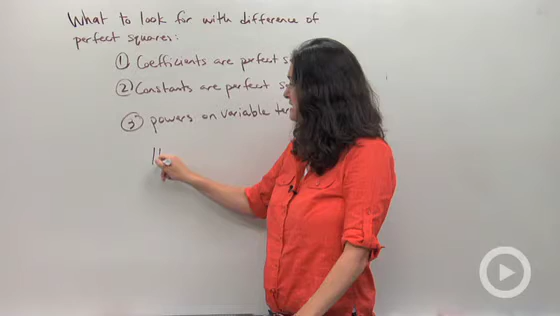 What to look for with difference of
perfect squares:
① Coefficients are perfect
② Constants are perfect
③ powers on variable
11